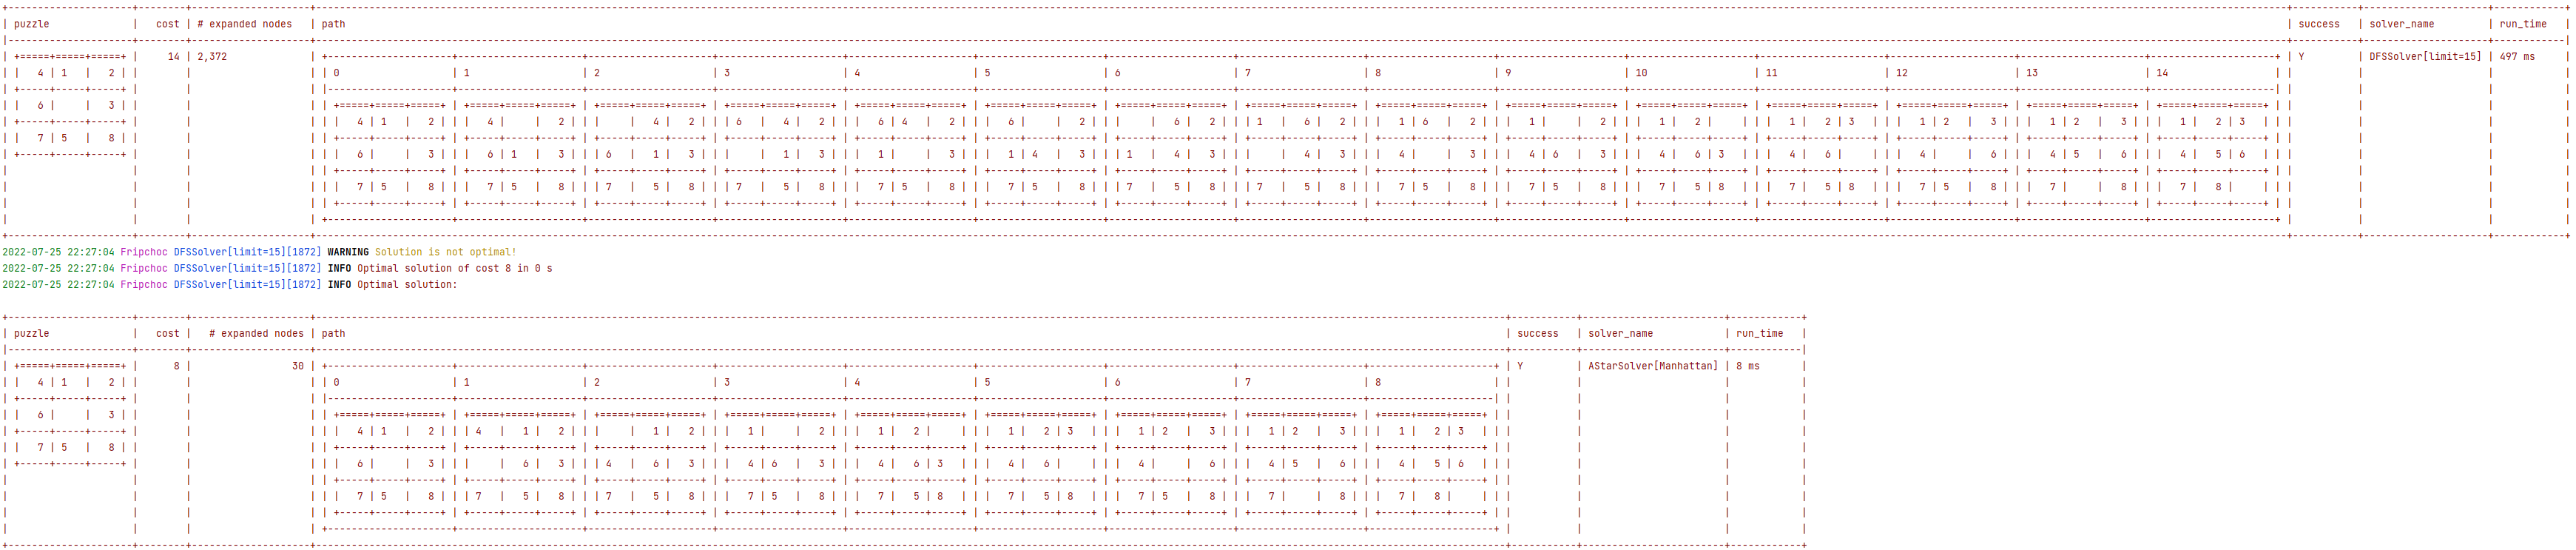 | puzzle | cost | # expanded nodes | path | success | solver_name | run_time |
| +=====+=====+=====+ | 14 | 2,372 | Y | DFSSolver[limit=15] | 497 ms |
| | 4 | 1 | 2 | | | | | 0 | 1 | 2 | 3 | 4 | 5 | 6 | 7 | 8 | 9 | 10 | 11 | 12 | 13 | 14 | | | | |
| | 6 | | 3 | | | | +=====+=====+=====+ | +=====+=====+=====+ | +=====+=====+=====+ | +=====+=====+=====+ | +=====+=====+=====+ | +=====+=====+=====+ | +=====+=====+=====+ | +=====+=====+=====+ | +=====+=====+=====+ | +=====+=====+=====+ | +=====+=====+=====+ | +=====+=====+=====+ | +=====+=====+=====+ | +=====+=====+=====+ | +=====+=====+=====+ | | | | |
| +-----+-----+-----+ | | | | | 4 | 1 | 2 | | | 4 | | 2 | | | | 4 | 2 | | | 6 | 4 | 2 | | | 6 | 4 | 2 | | | 6 | | 2 | | | | 6 | 2 | | | 1 | 6 | 2 | | | 1 | 6 | 2 | | | 1 | | 2 | | | 1 | 2 | | | | 1 | 2 | 3 | | | 1 | 2 | 3 | | | 1 | 2 | 3 | | | 1 | 2 | 3 | | | | | |
| | 7 | 5 | 8 | | | |
| +-----+-----+-----+ | | | | | 6 | | 3 | | | 6 | 1 | 3 | | | 6 | 1 | 3 | | | | 1 | 3 | | | 1 | | 3 | | | 1 | 4 | 3 | | | 1 | 4 | 3 | | | | 4 | 3 | | | 4 | | 3 | | | 4 | 6 | 3 | | | 4 | 6 | 3 | | | 4 | 6 | | | | 4 | | 6 | | | 4 | 5 | 6 | | | 4 | 5 | 6 | | | | | |
| | | | | | 7 | 5 | 8 | | | 7 | 5 | 8 | | | 7 | 5 | 8 | | | 7 | 5 | 8 | | | 7 | 5 | 8 | | | 7 | 5 | 8 | | | 7 | 5 | 8 | | | 7 | 5 | 8 | | | 7 | 5 | 8 | | | 7 | 5 | 8 | | | 7 | 5 | 8 | | | 7 | 5 | 8 | | | 7 | 5 | 8 | | | 7 | | 8 | | | 7 | 8 | | | | | | |
2022-07-25 22:27:04 Fripchoc DFSSolver[limit=15][1872] WARNING Solution is not optimal!
2022-07-25 22:27:04 Fripchoc DFSSolver[limit=15][1872] INFO Optimal solution of cost 8 in 0 s
2022-07-25 22:27:04 Fripchoc DFSSolver[limit=15][1872] INFO Optimal solution:
| puzzle | cost | # expanded nodes | path | success | solver_name | run_time |
| +=====+=====+=====+ | 8 | 30 | Y | AStarSolver[Manhattan] | 8 ms |
| | 4 | 1 | 2 | | | | | 0 | 1 | 2 | 3 | 4 | 5 | 6 | 7 | 8 | | | | |
| | 6 | | 3 | | | | +=====+=====+=====+ | +=====+=====+=====+ | +=====+=====+=====+ | +=====+=====+=====+ | +=====+=====+=====+ | +=====+=====+=====+ | +=====+=====+=====+ | +=====+=====+=====+ | +=====+=====+=====+ | | | | |
| +-----+-----+-----+ | | | | | 4 | 1 | 2 | | | 4 | 1 | 2 | | | | 1 | 2 | | | 1 | | 2 | | | 1 | 2 | | | | 1 | 2 | 3 | | | 1 | 2 | 3 | | | 1 | 2 | 3 | | | 1 | 2 | 3 | | | | | |
| | 7 | 5 | 8 | | | |
| +-----+-----+-----+ | | | | | 6 | | 3 | | | | 6 | 3 | | | 4 | 6 | 3 | | | 4 | 6 | 3 | | | 4 | 6 | 3 | | | 4 | 6 | | | | 4 | | 6 | | | 4 | 5 | 6 | | | 4 | 5 | 6 | | | | | |
| | | | | | 7 | 5 | 8 | | | 7 | 5 | 8 | | | 7 | 5 | 8 | | | 7 | 5 | 8 | | | 7 | 5 | 8 | | | 7 | 5 | 8 | | | 7 | 5 | 8 | | | 7 | | 8 | | | 7 | 8 | | | | | | |